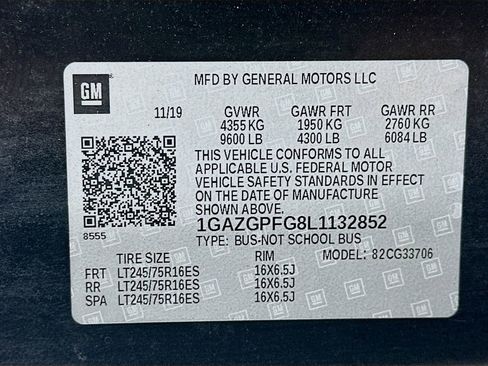 GM
MFD BY GENERAL MOTORS LLC
11/19 GVWR GAWR FRT GAWR RR
4355 KG 1950 KG 2760 KG
9600 LB 4300 LB 6084 LB
THIS VEHICLE CONFORMS TO ALL
APPLICABLE U.S. FEDERAL MOTOR
VEHICLE SAFETY STANDARDS IN EFFECT
ON THE DATE OF MANUFACTURE
SHOWN ABOVE.
8555
1GAZGPFG8L1132852
TYPE: BUS-NOT SCHOOL BUS
TIRE SIZE RIM MODEL: 82CG33706
FRT LT245/75R16ES 16X6.5J
RR LT245/75R16ES 16X6.5J
SPA LT245/75R16ES 16X6.5J